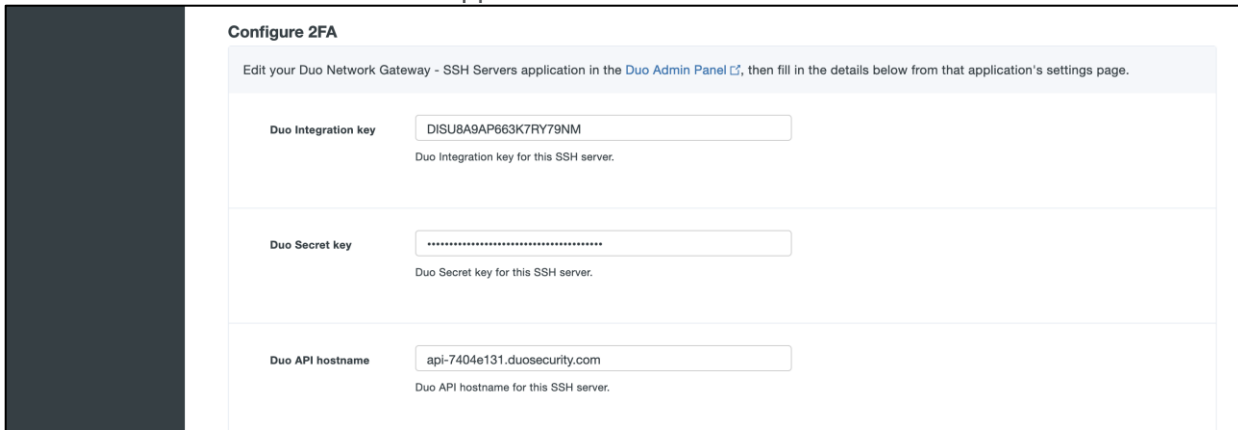 Configure 2FA
Edit your Duo Network Gateway - SSH Servers application in the Duo Admin Panel, then fill in the details below from that application's settings page.
Duo Integration key
DISU8A9AP663K7RY79NM
Duo Integration key for this SSH server.
Duo Secret key
Duo Secret key for this SSH server.
Duo API hostname
api-7404e131.duosecurity.com
Duo API hostname for this SSH server.